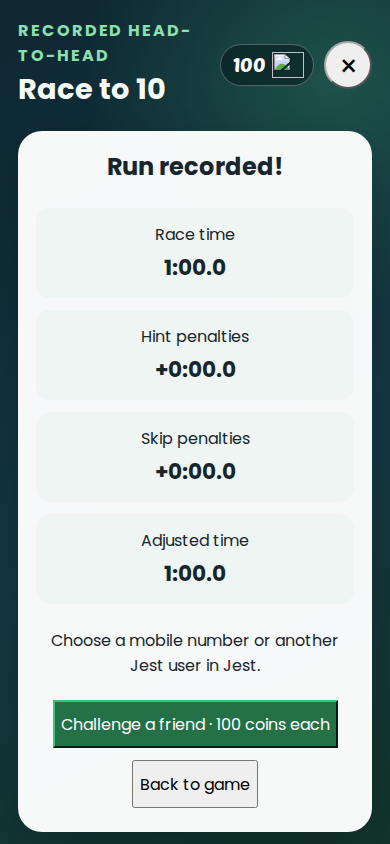 RECORDED HEAD-
TO-HEAD
Race to 10
100
×
Run recorded!
Race time
1:00.0
Hint penalties
+0:00.0
Skip penalties
+0:00.0
Adjusted time
1:00.0
Choose a mobile number or another
Jest user in Jest.
Challenge a friend · 100 coins each
Back to game